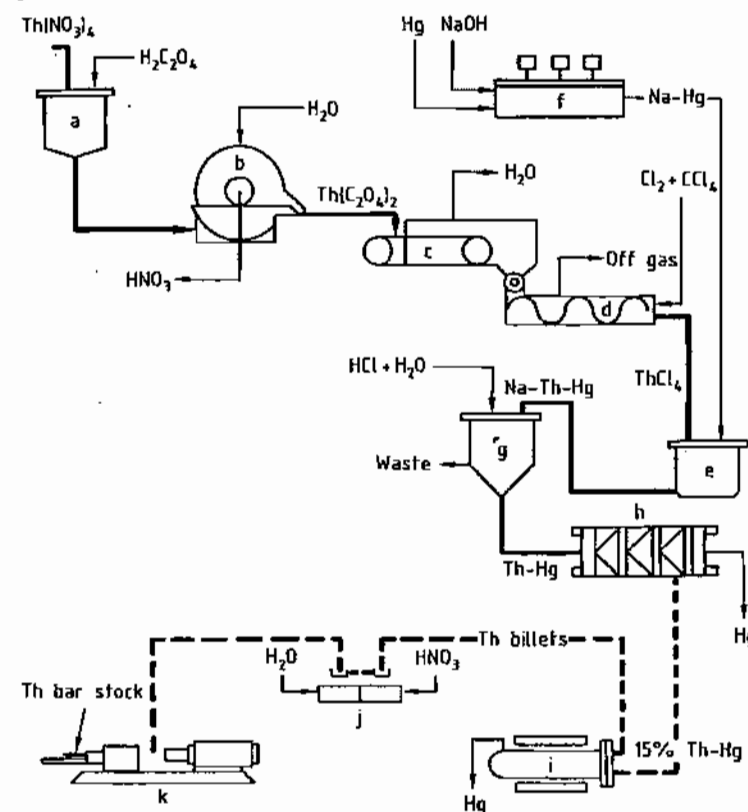 Th(NO₃)₄
H₂C₂O₄
a
Hg NaOH
f
Na-Hg
H₂O
b
Th(C₂O₄)₂
HNO₃
H₂O
c
Cl₂ + CCl₄
Off gas
d
ThCl₄
HCl + H₂O
Na-Th-Hg
g
Waste
e
h
Th-Hg
Hg
Th billets
H₂O
HNO₃
j
Th bar stock
k
i
15% Th-Hg
Hg